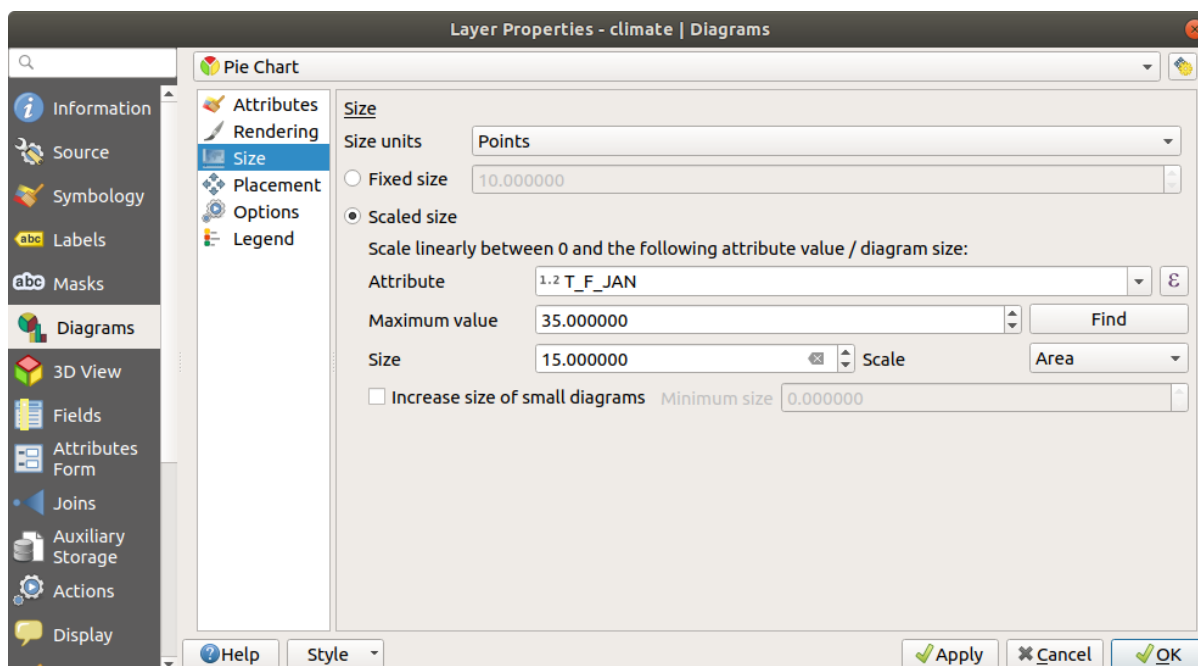 Layer Properties - climate | Diagrams
Pie Chart
Information
Source
Symbology
abc Labels
abc Masks
Diagrams
3D View
Fields
Attributes
Form
Joins
Auxiliary
Storage
Actions
Display
Attributes
Rendering
Size
Placement
Options
Legend
Size
Size units Points
Fixed size 10.000000
Scaled size
Scale linearly between 0 and the following attribute value / diagram size:
Attribute 1.2 T_F_JAN ε
Maximum value 35.000000 Find
Size 15.000000 Scale Area
Increase size of small diagrams Minimum size 0.000000
Help Style Apply Cancel OK